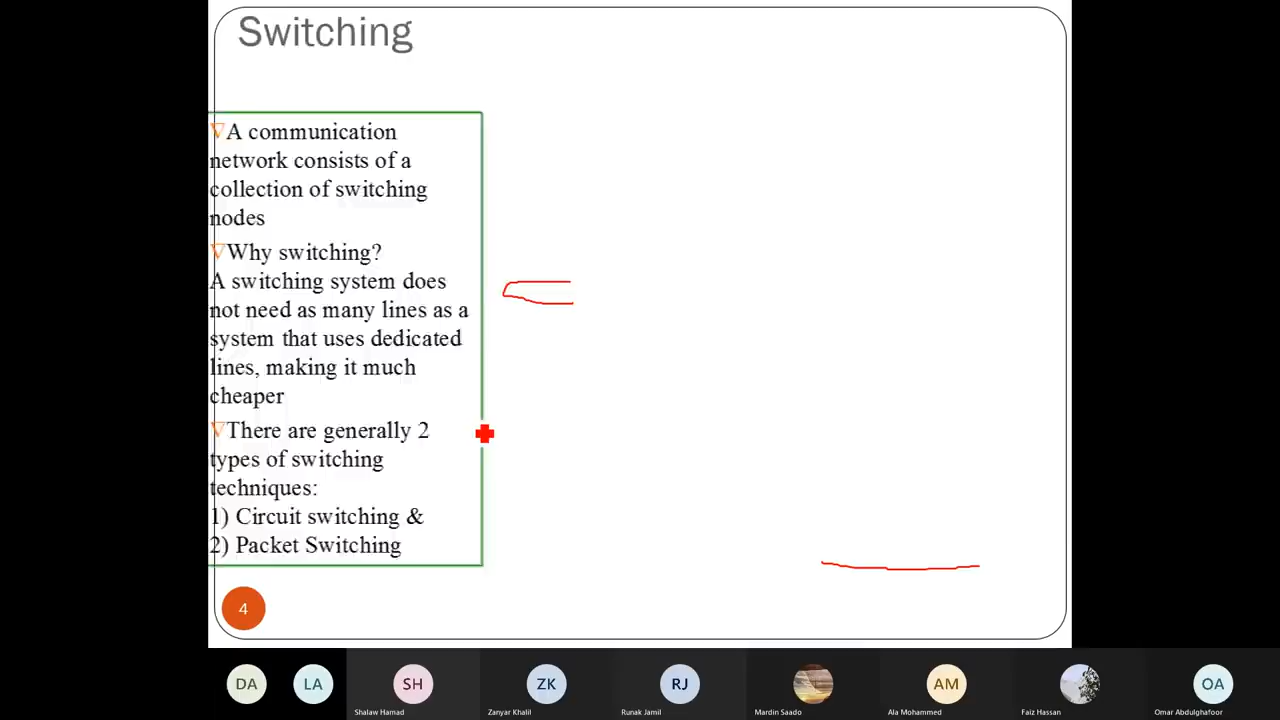 Switching
∇A communication
network consists of a
collection of switching
nodes
∇Why switching?
A switching system does
not need as many lines as a
system that uses dedicated
lines, making it much
cheaper
∇There are generally 2
types of switching
techniques:
1) Circuit switching &
2) Packet Switching
4
DA LA SH ZK RJ AM OA
Shalaw Hamad Zanyar Khalil Runak Jamil Mardin Saado Ala Mohammed Faiz Hassan Omar Abdulghafoor